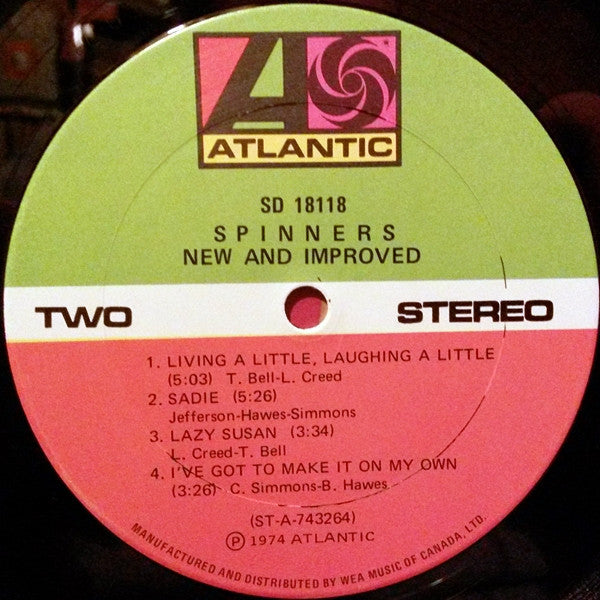 ATLANTIC
SD 18118
SPINNERS
NEW AND IMPROVED
TWO STEREO
1. LIVING A LITTLE, LAUGHING A LITTLE
(5:03) T. Bell-L. Creed
2. SADIE (5:26)
Jefferson-Hawes-Simmons
3. LAZY SUSAN (3:34)
L. Creed-T. Bell
4. I'VE GOT TO MAKE IT ON MY OWN
(3:26) C. Simmons-B. Hawes
(ST-A-743264)
℗ 1974 ATLANTIC
MANUFACTURED AND DISTRIBUTED BY WEA MUSIC OF CANADA, LTD.